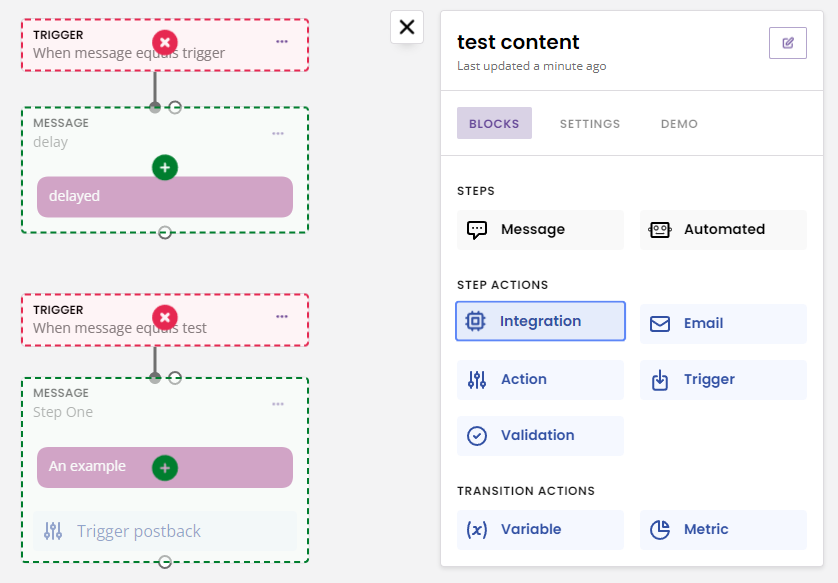 TRIGGER
When message equals trigger
MESSAGE
delay
delayed
TRIGGER
When message equals test
MESSAGE
Step One
An example
Trigger postback
test content
Last updated a minute ago
BLOCKS
SETTINGS
DEMO
STEPS
Message
Automated
STEP ACTIONS
Integration
Email
Action
Trigger
Validation
TRANSITION ACTIONS
(x) Variable
Metric